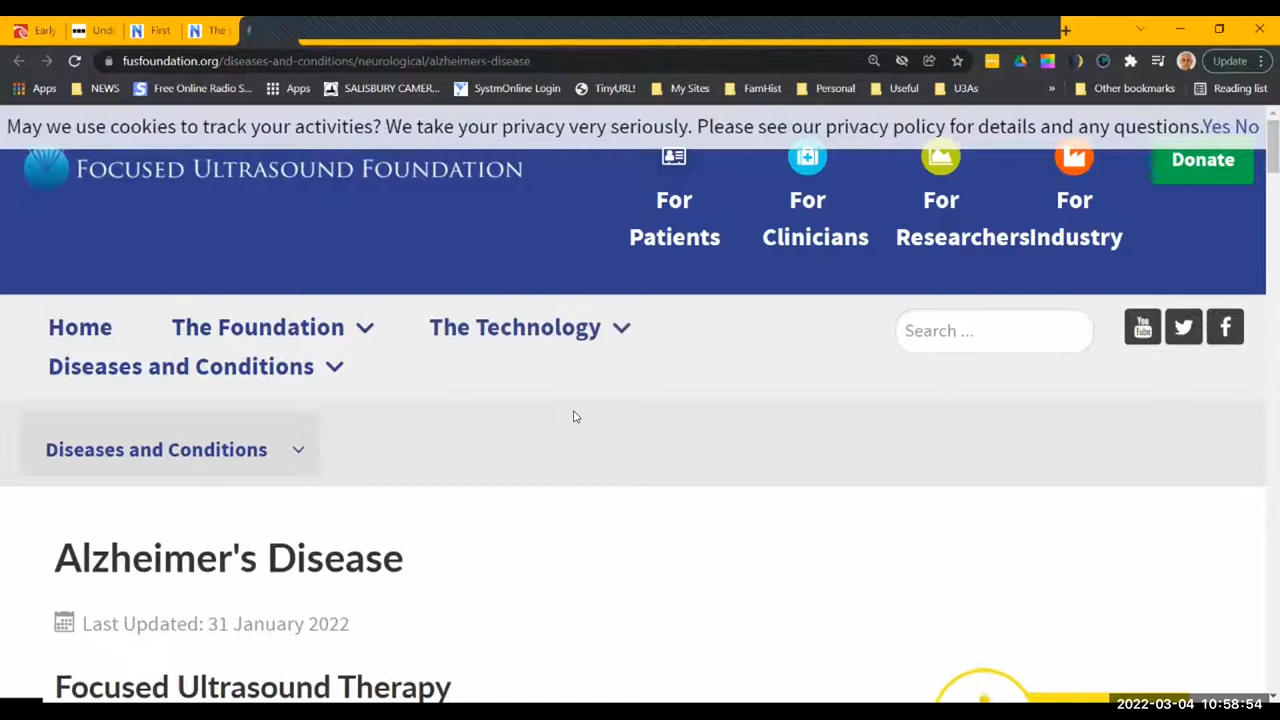 Early
Und
First
The
fusfoundation.org/diseases-and-conditions/neurological/alzheimers-disease
Update
Apps NEWS Free Online Radio S... Apps SALISBURY CAMER... SystmOnline Login TinyURL! My Sites FamHist Personal Useful U3As » Other bookmarks Reading list
May we use cookies to track your activities? We take your privacy very seriously. Please see our privacy policy for details and any questions.Yes No
FOCUSED ULTRASOUND FOUNDATION
For Patients
For Clinicians
For Researchers
For Industry
Donate
Home The Foundation The Technology
Search ...
You Tube
Diseases and Conditions
Diseases and Conditions
Alzheimer's Disease
Last Updated: 31 January 2022
Focused Ultrasound Therapy
2022-03-04 10:58:54